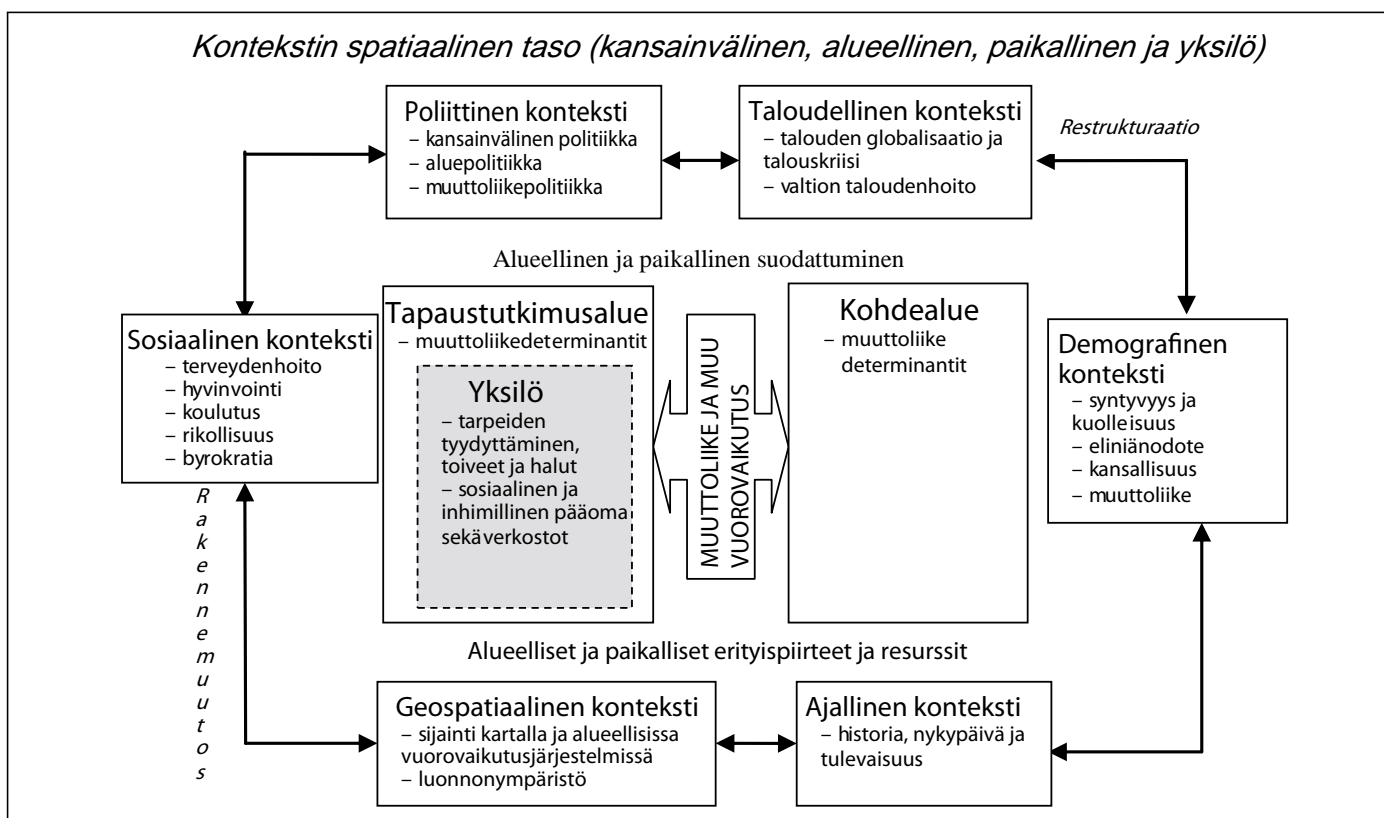 Kontekstin spatiaalinen taso (kansainvälinen, alueellinen, paikallinen ja yksilö)
Poliittinen konteksti
– kansainvälinen politiikka
– aluepolitiikka
– muuttoliikepolitiikka
Taloudellinen konteksti
– talouden globalisaatio ja
talouskriisi
– valtion taloudenhoito
Restrukturaatio
Alueellinen ja paikallinen suodattuminen
Sosiaalinen konteksti
– terveydenhoito
– hyvinvointi
– koulutus
– rikollisuus
– byrokratia
Tapaustutkimusalue
– muuttoliikedeterminantit
Yksilö
– tarpeiden
tyydyttäminen,
toiveet ja halut
– sosiaalinen ja
inhimillinen pääoma
sekä verkostot
MUUTTOLIIKE JA MUU
VUOROVAIKUTUS
Kohdealue
– muuttoliike
determinantit
Demografinen
konteksti
– syntyvyys ja
kuolleisuus
– eliniänodote
– kansallisuus
– muuttoliike
Rakennemuutos
Alueelliset ja paikalliset erityispiirteet ja resurssit
Geospatiaalinen konteksti
– sijainti kartalla ja alueellisissa
vuorovaikutusjärjestelmissä
– luonnonympäristö
Ajallinen konteksti
– historia, nykypäivä ja
tulevaisuus